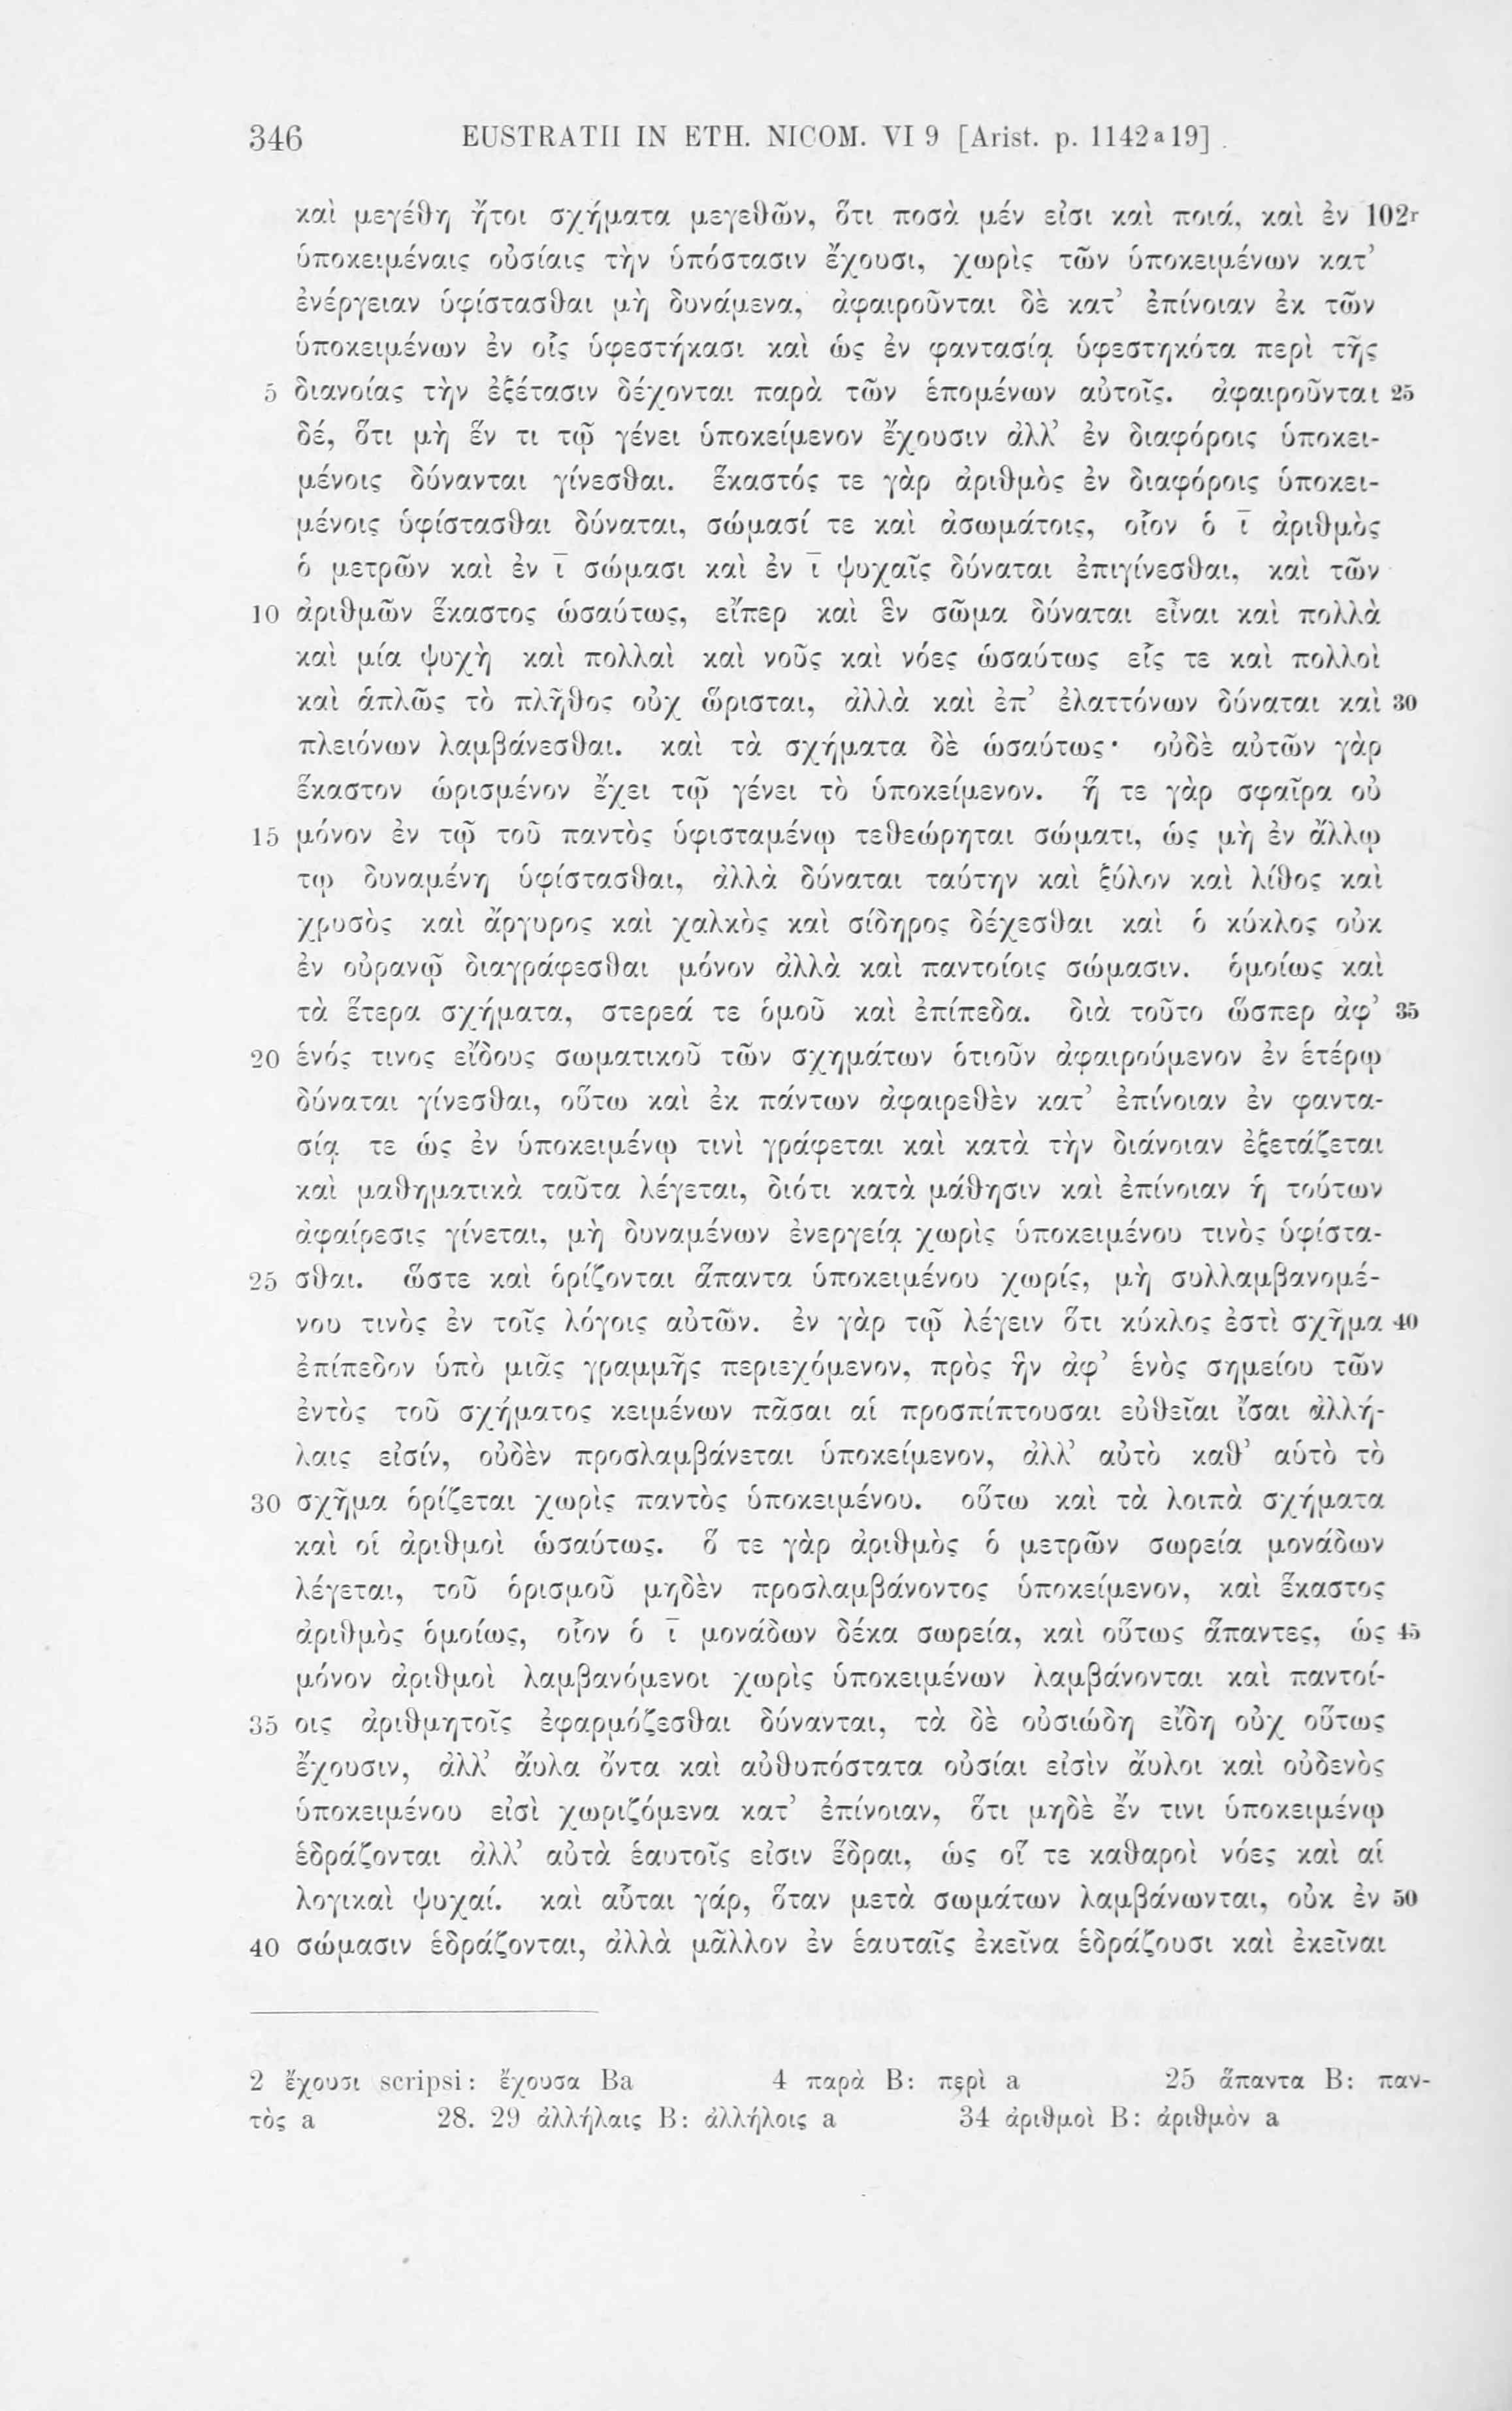 346 EUSTRATII IN ETH. NICOM. VI 9 [Arist. p. 1142a19]
καὶ μεγέθη ἤτοι σχήματα μεγεθῶν, ὅτι ποσὰ μέν εἰσι καὶ ποιά, καὶ ἐν 102r
ὑποκειμέναις οὐσίαις τὴν ὑπόστασιν ἔχουσι, χωρὶς τῶν ὑποκειμένων κατ’
ἐνέργειαν ὑφίστασθαι μὴ δυνάμενα, ἀφαιροῦνται δὲ κατ’ ἐπίνοιαν ἐκ τῶν
ὑποκειμένων ἐν οἷς ὑφεστήκασι καὶ ὡς ἐν φαντασίᾳ ὑφεστηκότα περὶ τῆς
5 διανοίας τὴν ἐξέτασιν δέχονται παρὰ τῶν ἑπομένων αὐτοῖς. ἀφαιροῦνται 25
δέ, ὅτι μὴ ἕν τι τῷ γένει ὑποκείμενον ἔχουσιν ἀλλ’ ἐν διαφόροις ὑποκει-
μένοις δύνανται γίνεσθαι. ἕκαστός τε γὰρ ἀριθμὸς ἐν διαφόροις ὑποκει-
μένοις ὑφίστασθαι δύναται, σώμασί τε καὶ ἀσωμάτοις, οἷον ὁ ῑ ἀριθμὸς
ὁ μετρῶν καὶ ἐν ῑ σώμασι καὶ ἐν ῑ ψυχαῖς δύναται ἐπιγίνεσθαι, καὶ τῶν
10 ἀριθμῶν ἕκαστος ὡσαύτως, εἴπερ καὶ ἓν σῶμα δύναται εἶναι καὶ πολλὰ
καὶ μία ψυχὴ καὶ πολλαὶ καὶ νοῦς καὶ νόες ὡσαύτως εἷς τε καὶ πολλοὶ
καὶ ἁπλῶς τὸ πλῆθος οὐχ ὥρισται, ἀλλὰ καὶ ἐπ’ ἐλαττόνων δύναται καὶ 30
πλειόνων λαμβάνεσθαι. καὶ τὰ σχήματα δὲ ὡσαύτως· οὐδὲ αὐτῶν γὰρ
ἕκαστον ὡρισμένον ἔχει τῷ γένει τὸ ὑποκείμενον. ἥ τε γὰρ σφαῖρα οὐ
15 μόνον ἐν τῷ τοῦ παντὸς ὑφισταμένῳ τεθεώρηται σώματι, ὡς μὴ ἐν ἄλλῳ
τῳ δυναμένη ὑφίστασθαι, ἀλλὰ δύναται ταύτην καὶ ξύλον καὶ λίθος καὶ
χρυσὸς καὶ ἄργυρος καὶ χαλκὸς καὶ σίδηρος δέχεσθαι καὶ ὁ κύκλος οὐκ
ἐν οὐρανῷ διαγράφεσθαι μόνον ἀλλὰ καὶ παντοίοις σώμασιν. ὁμοίως καὶ
τὰ ἕτερα σχήματα, στερεά τε ὁμοῦ καὶ ἐπίπεδα. διὰ τοῦτο ὥσπερ ἀφ’ 35
20 ἑνός τινος εἴδους σωματικοῦ τῶν σχημάτων ὁτιοῦν ἀφαιρούμενον ἐν ἑτέρῳ
δύναται γίνεσθαι, οὕτω καὶ ἐκ πάντων ἀφαιρεθὲν κατ’ ἐπίνοιαν ἐν φαντα-
σίᾳ τε ὡς ἐν ὑποκειμένῳ τινὶ γράφεται καὶ κατὰ τὴν διάνοιαν ἐξετάζεται
καὶ μαθηματικὰ ταῦτα λέγεται, διότι κατὰ μάθησιν καὶ ἐπίνοιαν ἡ τούτων
ἀφαίρεσις γίνεται, μὴ δυναμένων ἐνεργείᾳ χωρὶς ὑποκειμένου τινὸς ὑφίστα-
25 σθαι. ὥστε καὶ ὁρίζονται ἅπαντα ὑποκειμένου χωρίς, μὴ συλλαμβανομέ-
νου τινὸς ἐν τοῖς λόγοις αὐτῶν. ἐν γὰρ τῷ λέγειν ὅτι κύκλος ἐστὶ σχῆμα 40
ἐπίπεδον ὑπὸ μιᾶς γραμμῆς περιεχόμενον, πρὸς ἣν ἀφ’ ἑνὸς σημείου τῶν
ἐντὸς τοῦ σχήματος κειμένων πᾶσαι αἱ προσπίπτουσαι εὐθεῖαι ἴσαι ἀλλή-
λαις εἰσίν, οὐδὲν προσλαμβάνεται ὑποκείμενον, ἀλλ’ αὐτὸ καθ’ αὑτὸ τὸ
30 σχῆμα ὁρίζεται χωρὶς παντὸς ὑποκειμένου. οὕτω καὶ τὰ λοιπὰ σχήματα
καὶ οἱ ἀριθμοὶ ὡσαύτως. ὅ τε γὰρ ἀριθμὸς ὁ μετρῶν σωρεία μονάδων
λέγεται, τοῦ ὁρισμοῦ μηδὲν προσλαμβάνοντος ὑποκείμενον, καὶ ἕκαστος
ἀριθμὸς ὁμοίως, οἷον ὁ ῑ μονάδων δέκα σωρεία, καὶ οὕτως ἅπαντες, ὡς 45
μόνον ἀριθμοὶ λαμβανόμενοι χωρὶς ὑποκειμένων λαμβάνονται καὶ παντοί-
35 οις ἀριθμητοῖς ἐφαρμόζεσθαι δύνανται, τὰ δὲ οὐσιώδη εἴδη οὐχ οὕτως
ἔχουσιν, ἀλλ’ ἄυλα ὄντα καὶ αὐθυπόστατα οὐσίαι εἰσὶν ἄυλοι καὶ οὐδενὸς
ὑποκειμένου εἰσὶ χωριζόμενα κατ’ ἐπίνοιαν, ὅτι μηδὲ ἔν τινι ὑποκειμένῳ
ἑδράζονται ἀλλ’ αὐτὰ ἑαυτοῖς εἰσιν ἕδραι, ὡς οἵ τε καθαροὶ νόες καὶ αἱ
λογικαὶ ψυχαί. καὶ αὗται γάρ, ὅταν μετὰ σωμάτων λαμβάνωνται, οὐκ ἐν 50
40 σώμασιν ἑδράζονται, ἀλλὰ μᾶλλον ἐν ἑαυταῖς ἐκεῖνα ἑδράζουσι καὶ ἐκεῖναι
2 ἔχουσι scripsi: ἔχουσα Ba 4 παρὰ B: περὶ a 25 ἅπαντα B: παν-
τὸς a 28. 29 ἀλλήλαις B: ἀλλήλοις a 34 ἀριθμοὶ B: ἀριθμὸν a